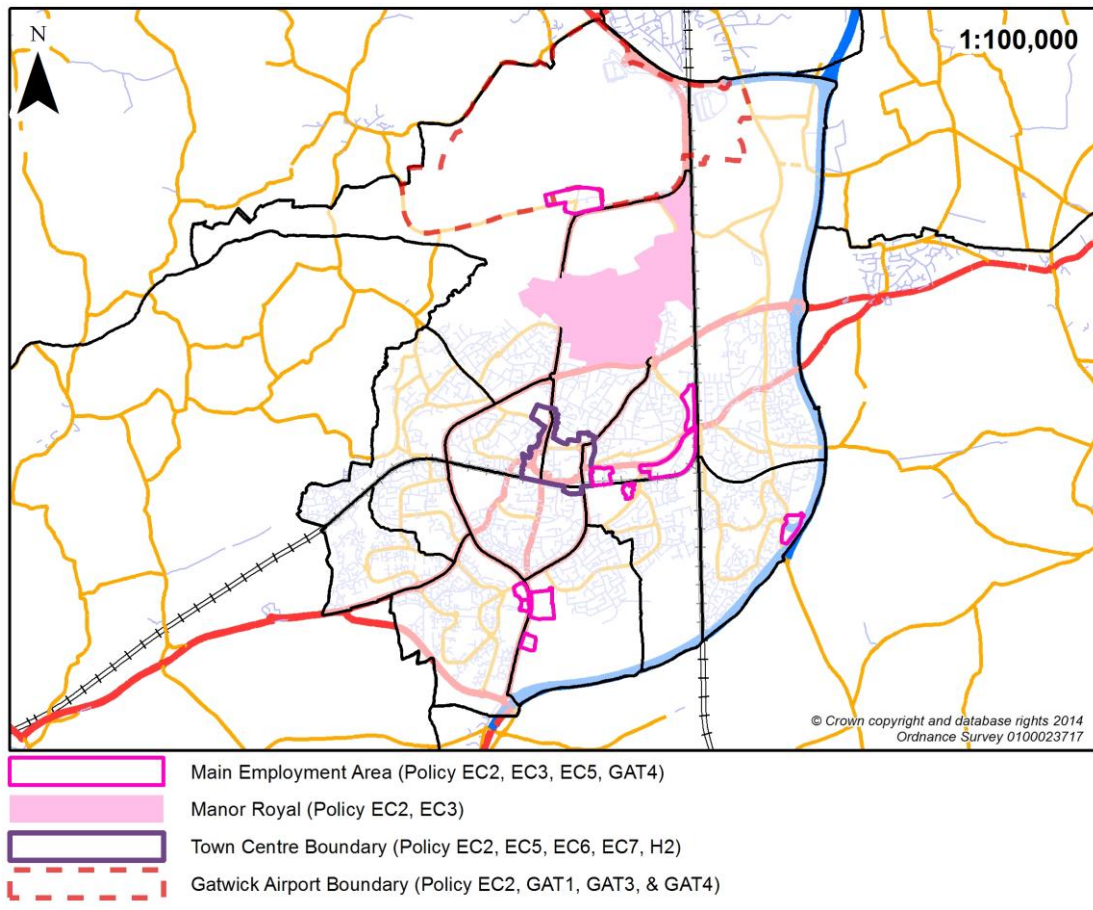 N
1:100,000
© Crown copyright and database rights 2014
Ordnance Survey 0100023717
Main Employment Area (Policy EC2, EC3, EC5, GAT4)
Manor Royal (Policy EC2, EC3)
Town Centre Boundary (Policy EC2, EC5, EC6, EC7, H2)
Gatwick Airport Boundary (Policy EC2, GAT1, GAT3, & GAT4)